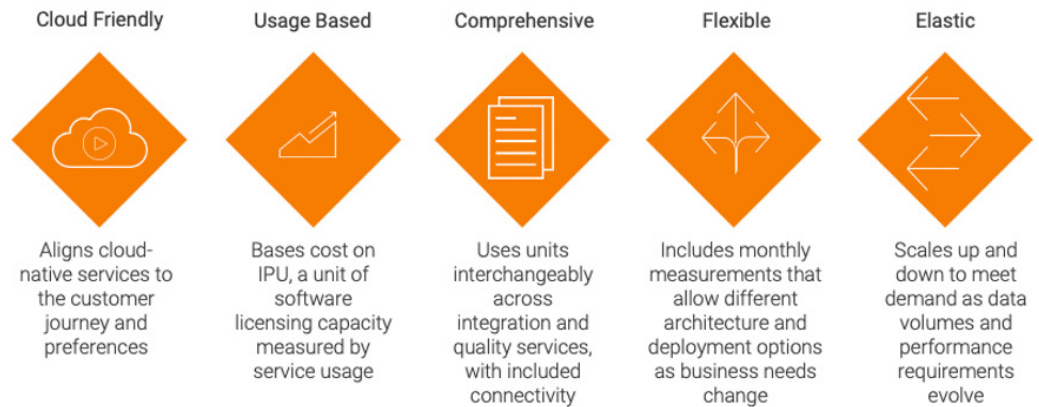 Cloud Friendly
Aligns cloud-
native services to
the customer
journey and
preferences
Usage Based
Bases cost on
IPU, a unit of
software
licensing capacity
measured by
service usage
Comprehensive
Uses units
interchangeably
across
integration and
quality services,
with included
connectivity
Flexible
Includes monthly
measurements that
allow different
architecture and
deployment options
as business needs
change
Elastic
Scales up and
down to meet
demand as data
volumes and
performance
requirements
evolve